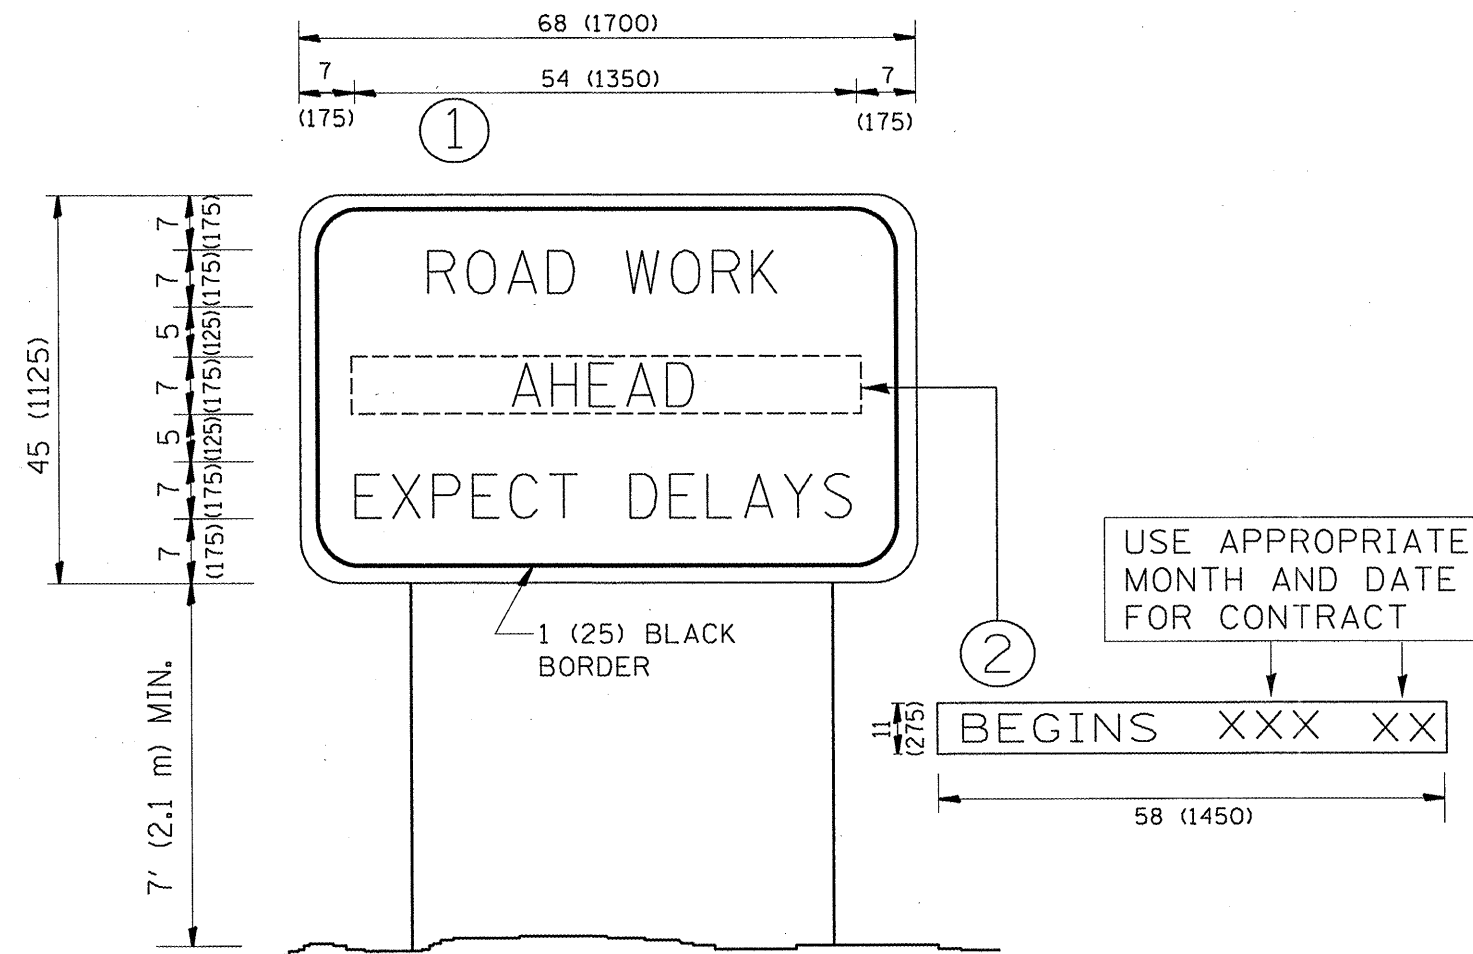 68 (1700)
7
54 (1350)
7
(175)
(175)
1
7
(175)
7
(175)
5
(125)
7
(175)
5
(125)
7
(175)
7
(175)
45 (1125)
ROAD WORK
AHEAD
EXPECT DELAYS
1 (25) BLACK
BORDER
7' (2.1 m) MIN.
2
USE APPROPRIATE
MONTH AND DATE
FOR CONTRACT
11
(275)
BEGINS XXX XX
58 (1450)